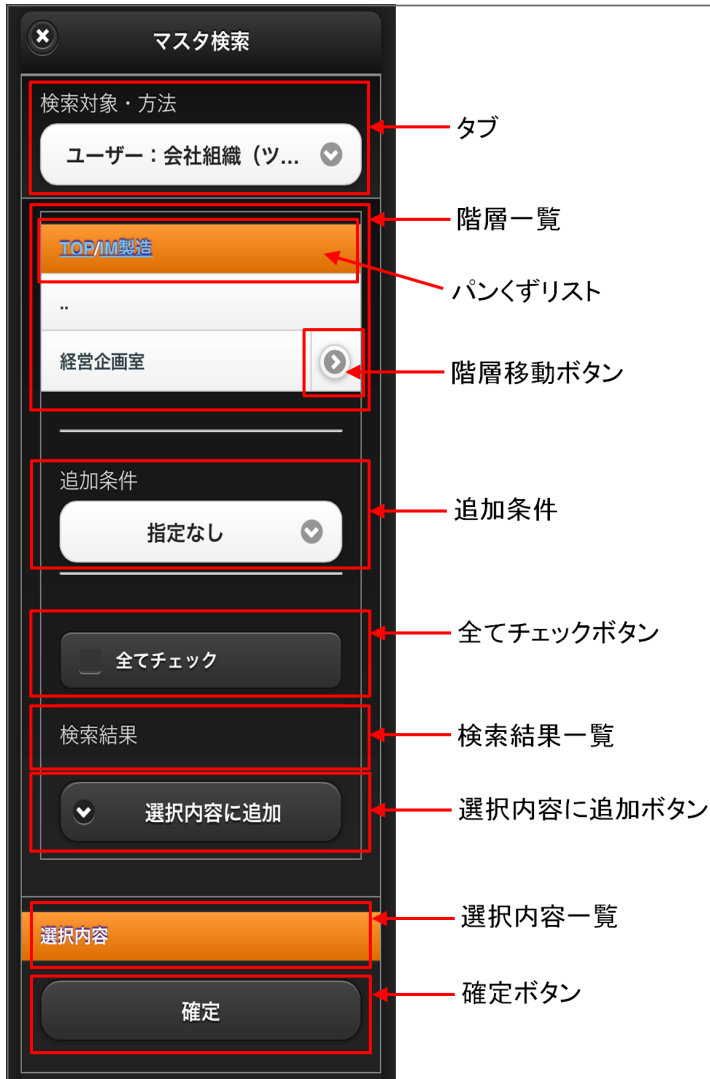 マスタ検索
検索対象・方法
タブ
ユーザー：会社組織（ツ...
階層一覧
TOP/IM製造
パンくずリスト
..
経営企画室
階層移動ボタン
追加条件
追加条件
指定なし
全てチェックボタン
全てチェック
検索結果
検索結果一覧
選択内容に追加
選択内容に追加ボタン
選択内容一覧
選択内容
確定ボタン
確定